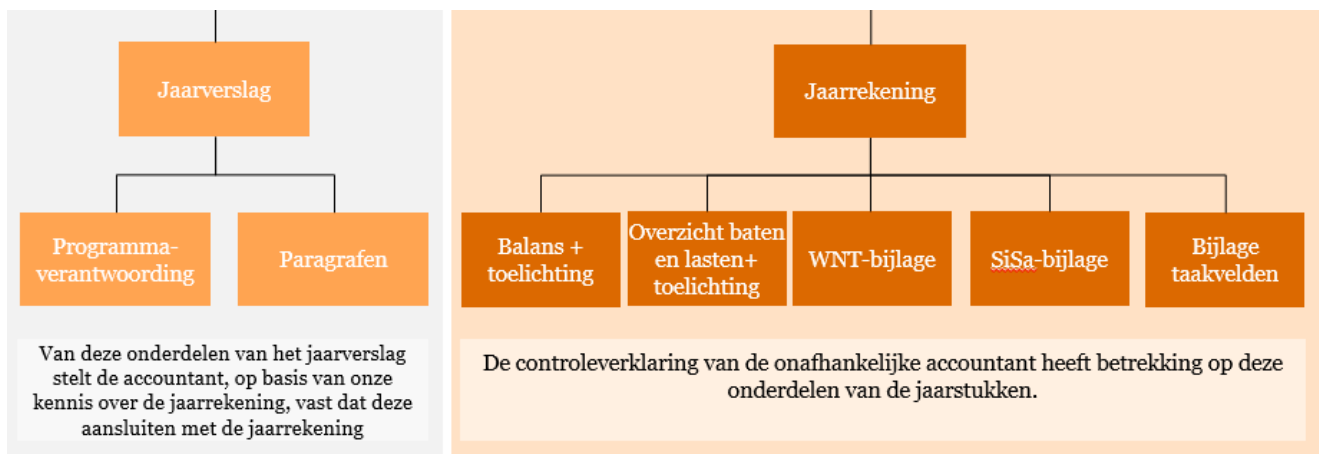 Jaarverslag
Programma-
verantwoording
Paragrafen
Van deze onderdelen van het jaarverslag
stelt de accountant, op basis van onze
kennis over de jaarrekening, vast dat deze
aansluiten met de jaarrekening
Jaarrekening
Balans +
toelichting
Overzicht baten
en lasten+
toelichting
WNT-bijlage
SiSa-bijlage
Bijlage
taakvelden
De controleverklaring van de onafhankelijke accountant heeft betrekking op deze
onderdelen van de jaarstukken.